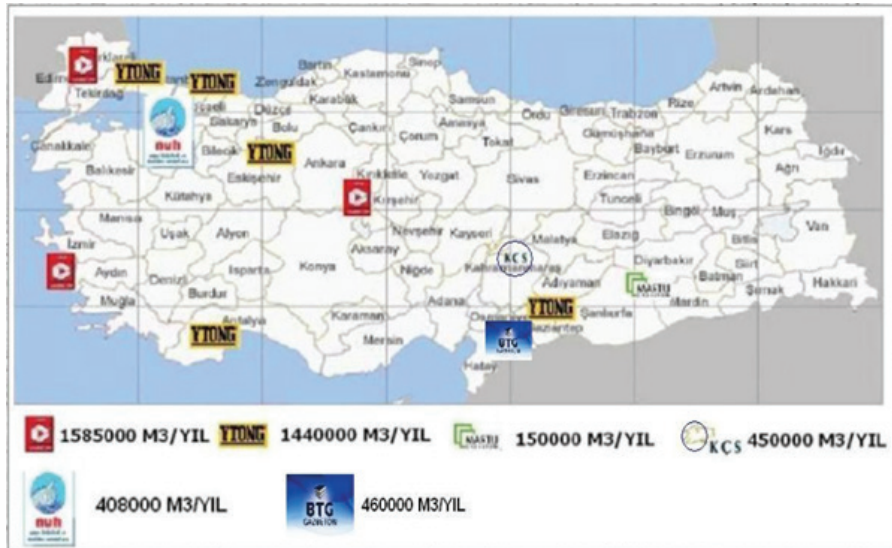 Bartın Sinop
Kastamonu
Zonguldak
Edirne YTONG YTONG
Karabük
Tekirdağ
Samsun Artvin Ardahan
Düzce Ordu Giresun Trabzon Rize
nuh Sakarya Bolu Çankırı Amasya
Çorum Gümüşhane Kars
Çanakkale Tokat Bayburt
Bilecik YTONG Ankara Erzurum Iğdır
Balıkesir Eskişehir Kırıkkale Yozgat Sivas Erzincan Ağrı
Kütahya Kırşehir Tunceli
Manisa Bingöl Muş Van
Uşak Afyon Nevşehir Kayseri Elazığ
İzmir KÇS Malatya Bitlis
Aksaray Kahramanmaraş Diyarbakır Siirt
Aydın Konya Niğde Batman
Denizli Isparta Adıyaman MASTU Hakkari
Muğla Burdur Mardin Şırnak
Adana YTONG
Antalya Karaman Osmaniye Gaziantep Şanlıurfa
YTONG Mersin BTG
Hatay
1585000 M3/YIL YTONG 1440000 M3/YIL 150000 M3/YIL KÇS 450000 M3/YIL
nuh 408000 M3/YIL BTG GAZBETON 460000 M3/YIL